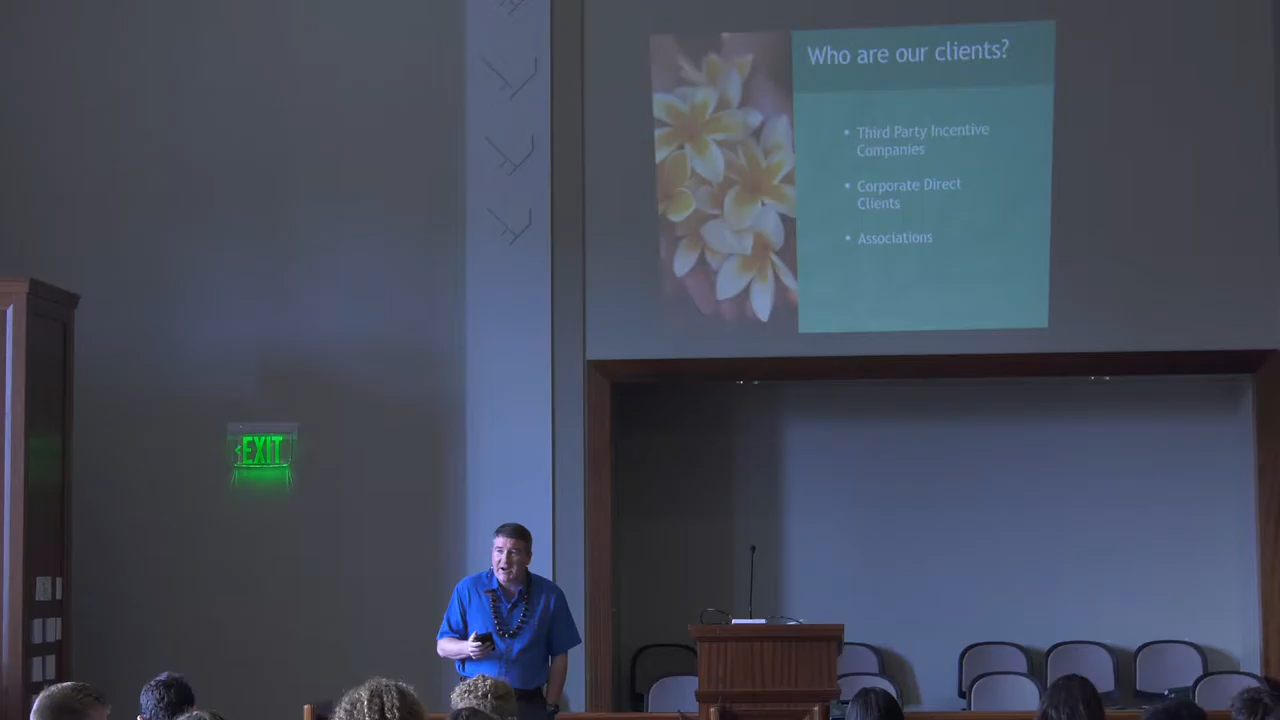 Who are our clients?
• Third Party Incentive
Companies
• Corporate Direct
Clients
• Associations
EXIT